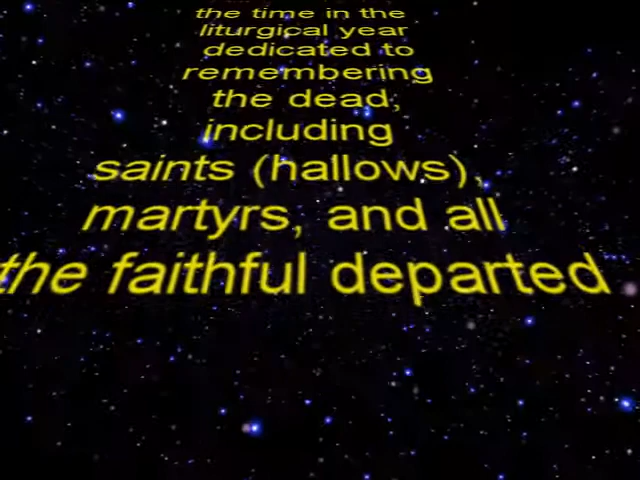 the time in the
liturgical year
dedicated to
remembering
the dead,
including
saints (hallows),
martyrs, and all
the faithful departed